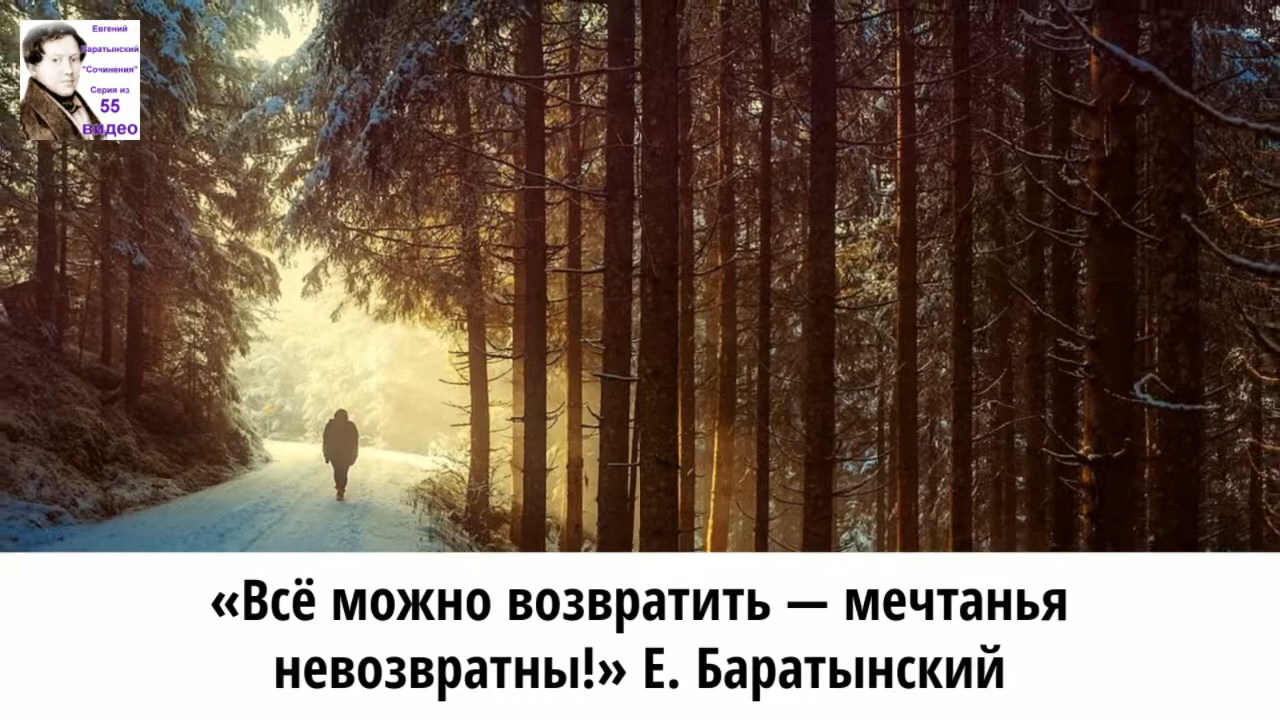 Евгений
Баратынский
"Сочинения"
Серия из
55
видео
«Всё можно возвратить — мечтанья
невозвратны!» Е. Баратынский